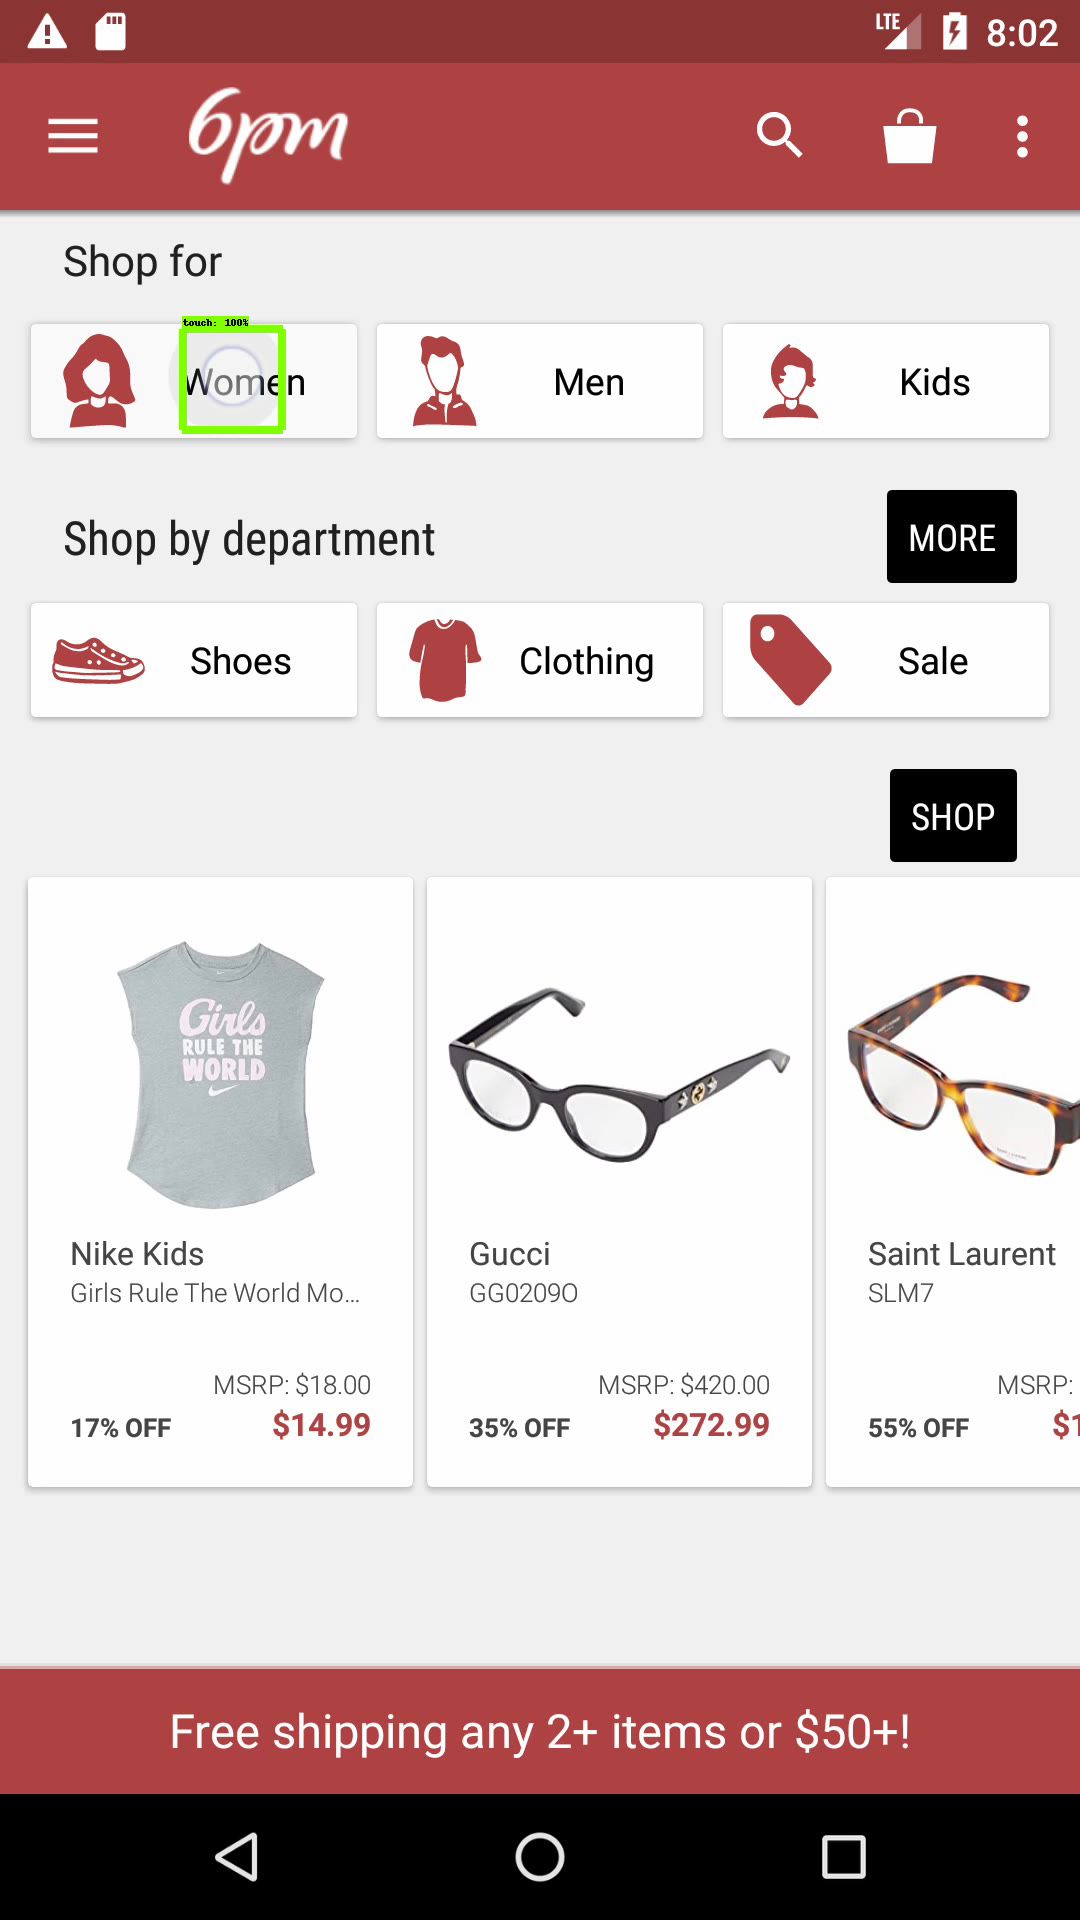 LTE 8:02
6pm
Shop for
touch: 100%
Women
Men
Kids
Shop by department
MORE
Shoes
Clothing
Sale
SHOP
Girls
RULE THE
WORLD
Nike Kids
Girls Rule The World Mo...
MSRP: $18.00
17% OFF
$14.99
Gucci
GG0209O
MSRP: $420.00
35% OFF
$272.99
Saint Laurent
SLM7
MSRP:
55% OFF
$1
Free shipping any 2+ items or $50+!